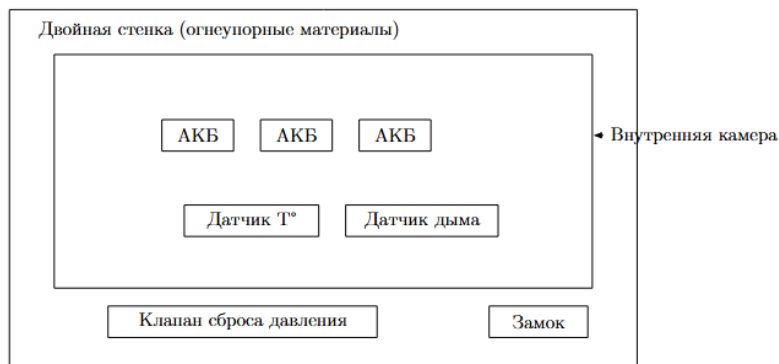 Двойная стенка (огнеупорные материалы)
АКБ АКБ АКБ
Внутренняя камера
Датчик Т° Датчик дыма
Клапан сброса давления Замок